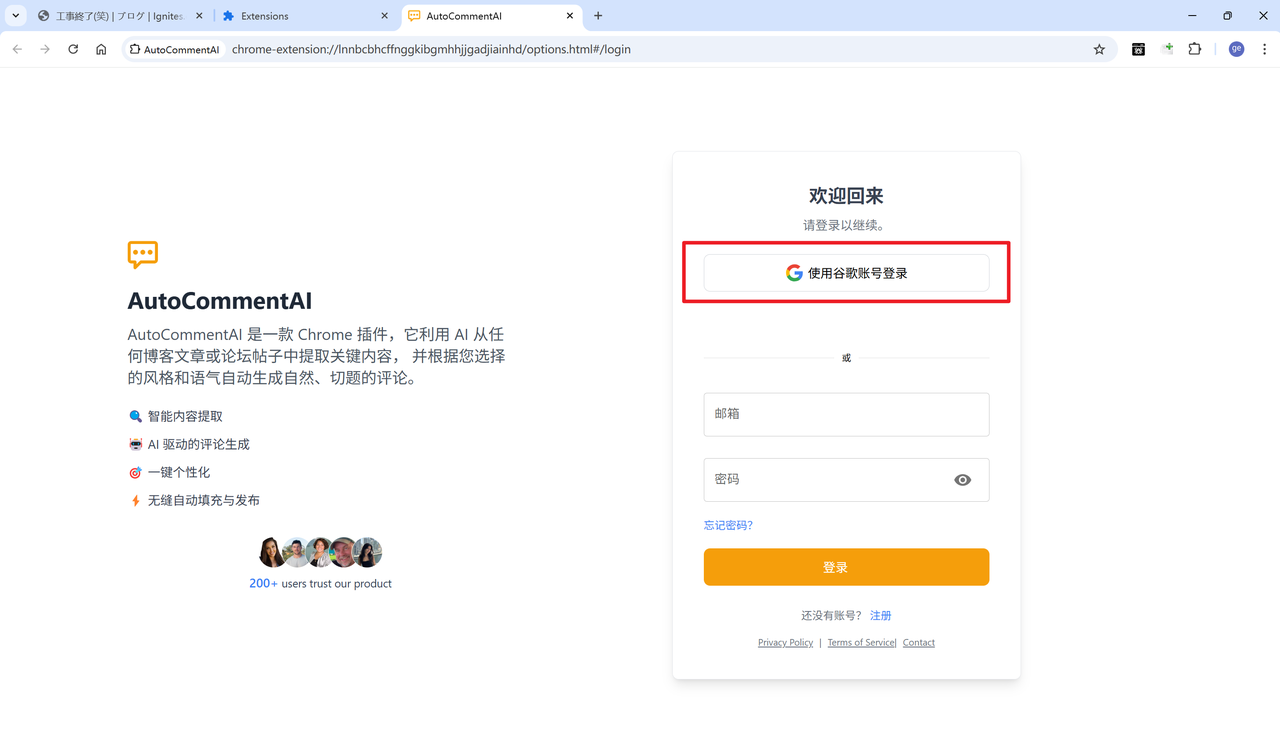 工事終了(笑) | ブログ | Ignites.
Extensions
AutoCommentAI
AutoCommentAI
chrome-extension://lnnbcbhcffnggkibgmhhjjgadjiainhd/options.html#/login
ge
AutoCommentAI
AutoCommentAI 是一款 Chrome 插件，它利用 AI 从任
何博客文章或论坛帖子中提取关键内容， 并根据您选择
的风格和语气自动生成自然、切题的评论。
智能内容提取
AI 驱动的评论生成
一键个性化
无缝自动填充与发布
200+ users trust our product
欢迎回来
请登录以继续。
使用谷歌账号登录
或
邮箱
密码
忘记密码？
登录
还没有账号？ 注册
Privacy Policy | Terms of Service| Contact